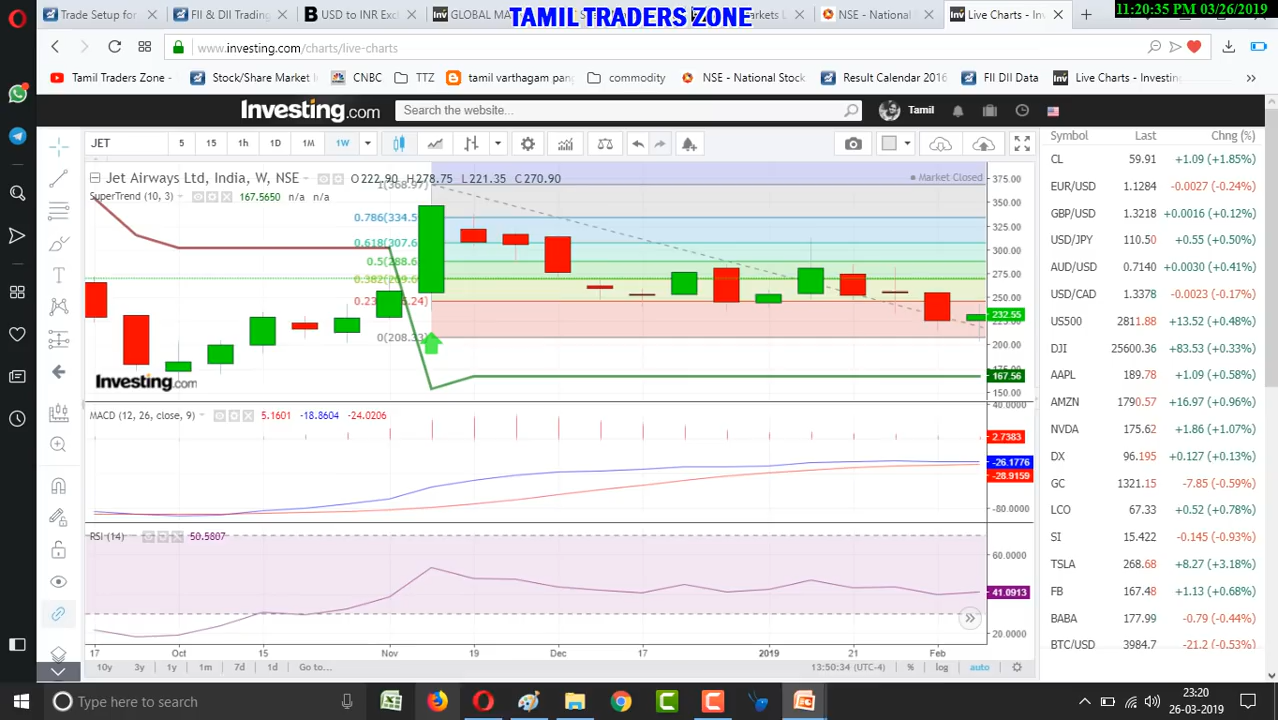 TAMIL TRADERS ZONE
11:20:35 PM 03/26/2019
Trade Setup for
FII & DII Trading
USD to INR Exc
GLOBAL MA
NSE - National
Live Charts - In
www.investing.com/charts/live-charts
Tamil Traders Zone -
Stock/Share Market I
CNBC
TTZ
tamil varthagam pan
commodity
NSE - National Stock
Result Calendar 2016
FII DII Data
Live Charts - Investin
Investing.com
Search the website...
Tamil
JET
5
15
1h
1D
1M
1W
Jet Airways Ltd, India, W, NSE
O 222.90 H 278.75 L 221.35 C 270.90
Market Closed
SuperTrend (10, 3)
167.5650 n/a n/a
1(368.97)
0.786(334.5
0.618(307.6
0.5(288.6
0.382(269.6
0(208.33)
375.00
350.00
325.00
300.00
275.00
250.00
232.55
225.00
200.00
167.56
150.00
Investing.com
MACD (12, 26, close, 9)
5.1601 -18.8604 -24.0206
40.0000
2.7383
-26.1776
-28.9159
-80.0000
RSI (14)
50.5807
60.0000
41.0913
20.0000
17
Oct
15
Nov
19
Dec
17
2019
21
Feb
10y
3y
1y
1m
7d
1d
Go to...
13:50:34 (UTC-4)
%
log
auto
Symbol Last Chng (%)
CL 59.91 +1.09 (+1.85%)
EUR/USD 1.1284 -0.0027 (-0.24%)
GBP/USD 1.3218 +0.0016 (+0.12%)
USD/JPY 110.50 +0.55 (+0.50%)
AUD/USD 0.7140 +0.0030 (+0.41%)
USD/CAD 1.3378 -0.0023 (-0.17%)
US500 2811.88 +13.52 (+0.48%)
DJI 25600.36 +83.53 (+0.33%)
AAPL 189.78 +1.09 (+0.58%)
AMZN 1790.57 +16.97 (+0.96%)
NVDA 175.62 +1.86 (+1.07%)
DX 96.195 +0.127 (+0.13%)
GC 1321.15 -7.85 (-0.59%)
LCO 67.33 +0.52 (+0.78%)
SI 15.422 -0.145 (-0.93%)
TSLA 268.68 +8.27 (+3.18%)
FB 167.48 +1.13 (+0.68%)
BABA 177.99 -0.79 (-0.44%)
BTC/USD 3984.7 -21.2 (-0.53%)
Type here to search
23:20
26-03-2019